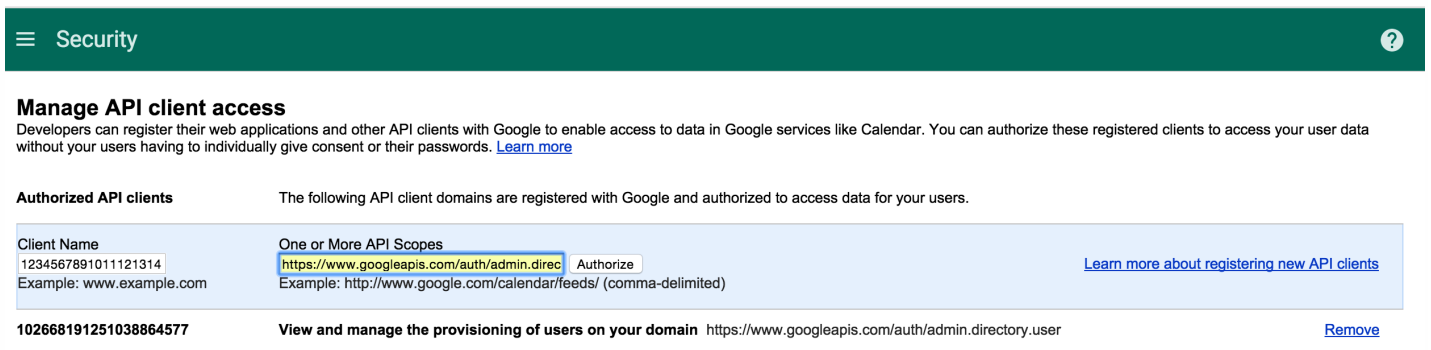 Security
?
Manage API client access
Developers can register their web applications and other API clients with Google to enable access to data in Google services like Calendar. You can authorize these registered clients to access your user data
without your users having to individually give consent or their passwords. Learn more
Authorized API clients The following API client domains are registered with Google and authorized to access data for your users.
Client Name One or More API Scopes
1234567891011121314 https://www.googleapis.com/auth/admin.direc Authorize Learn more about registering new API clients
Example: www.example.com Example: http://www.google.com/calendar/feeds/ (comma-delimited)
102668191251038864577 View and manage the provisioning of users on your domain https://www.googleapis.com/auth/admin.directory.user Remove